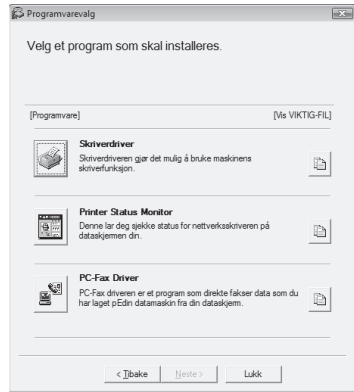 Programvarevalg
Velg et program som skal installeres.
[Programvare] [Vis VIKTIG-FIL]
Skriverdriver
Skriverdriveren gjør det mulig å bruke maskinens
skriverfunksjon.
Printer Status Monitor
Denne lar deg sjekke status for nettverksskriveren på
dataskjermen din.
PC-Fax Driver
PC-Fax driveren er et program som direkte fakser data som du
har laget pEdin datamaskin fra din dataskjem.
< Tibake Neste > Lukk